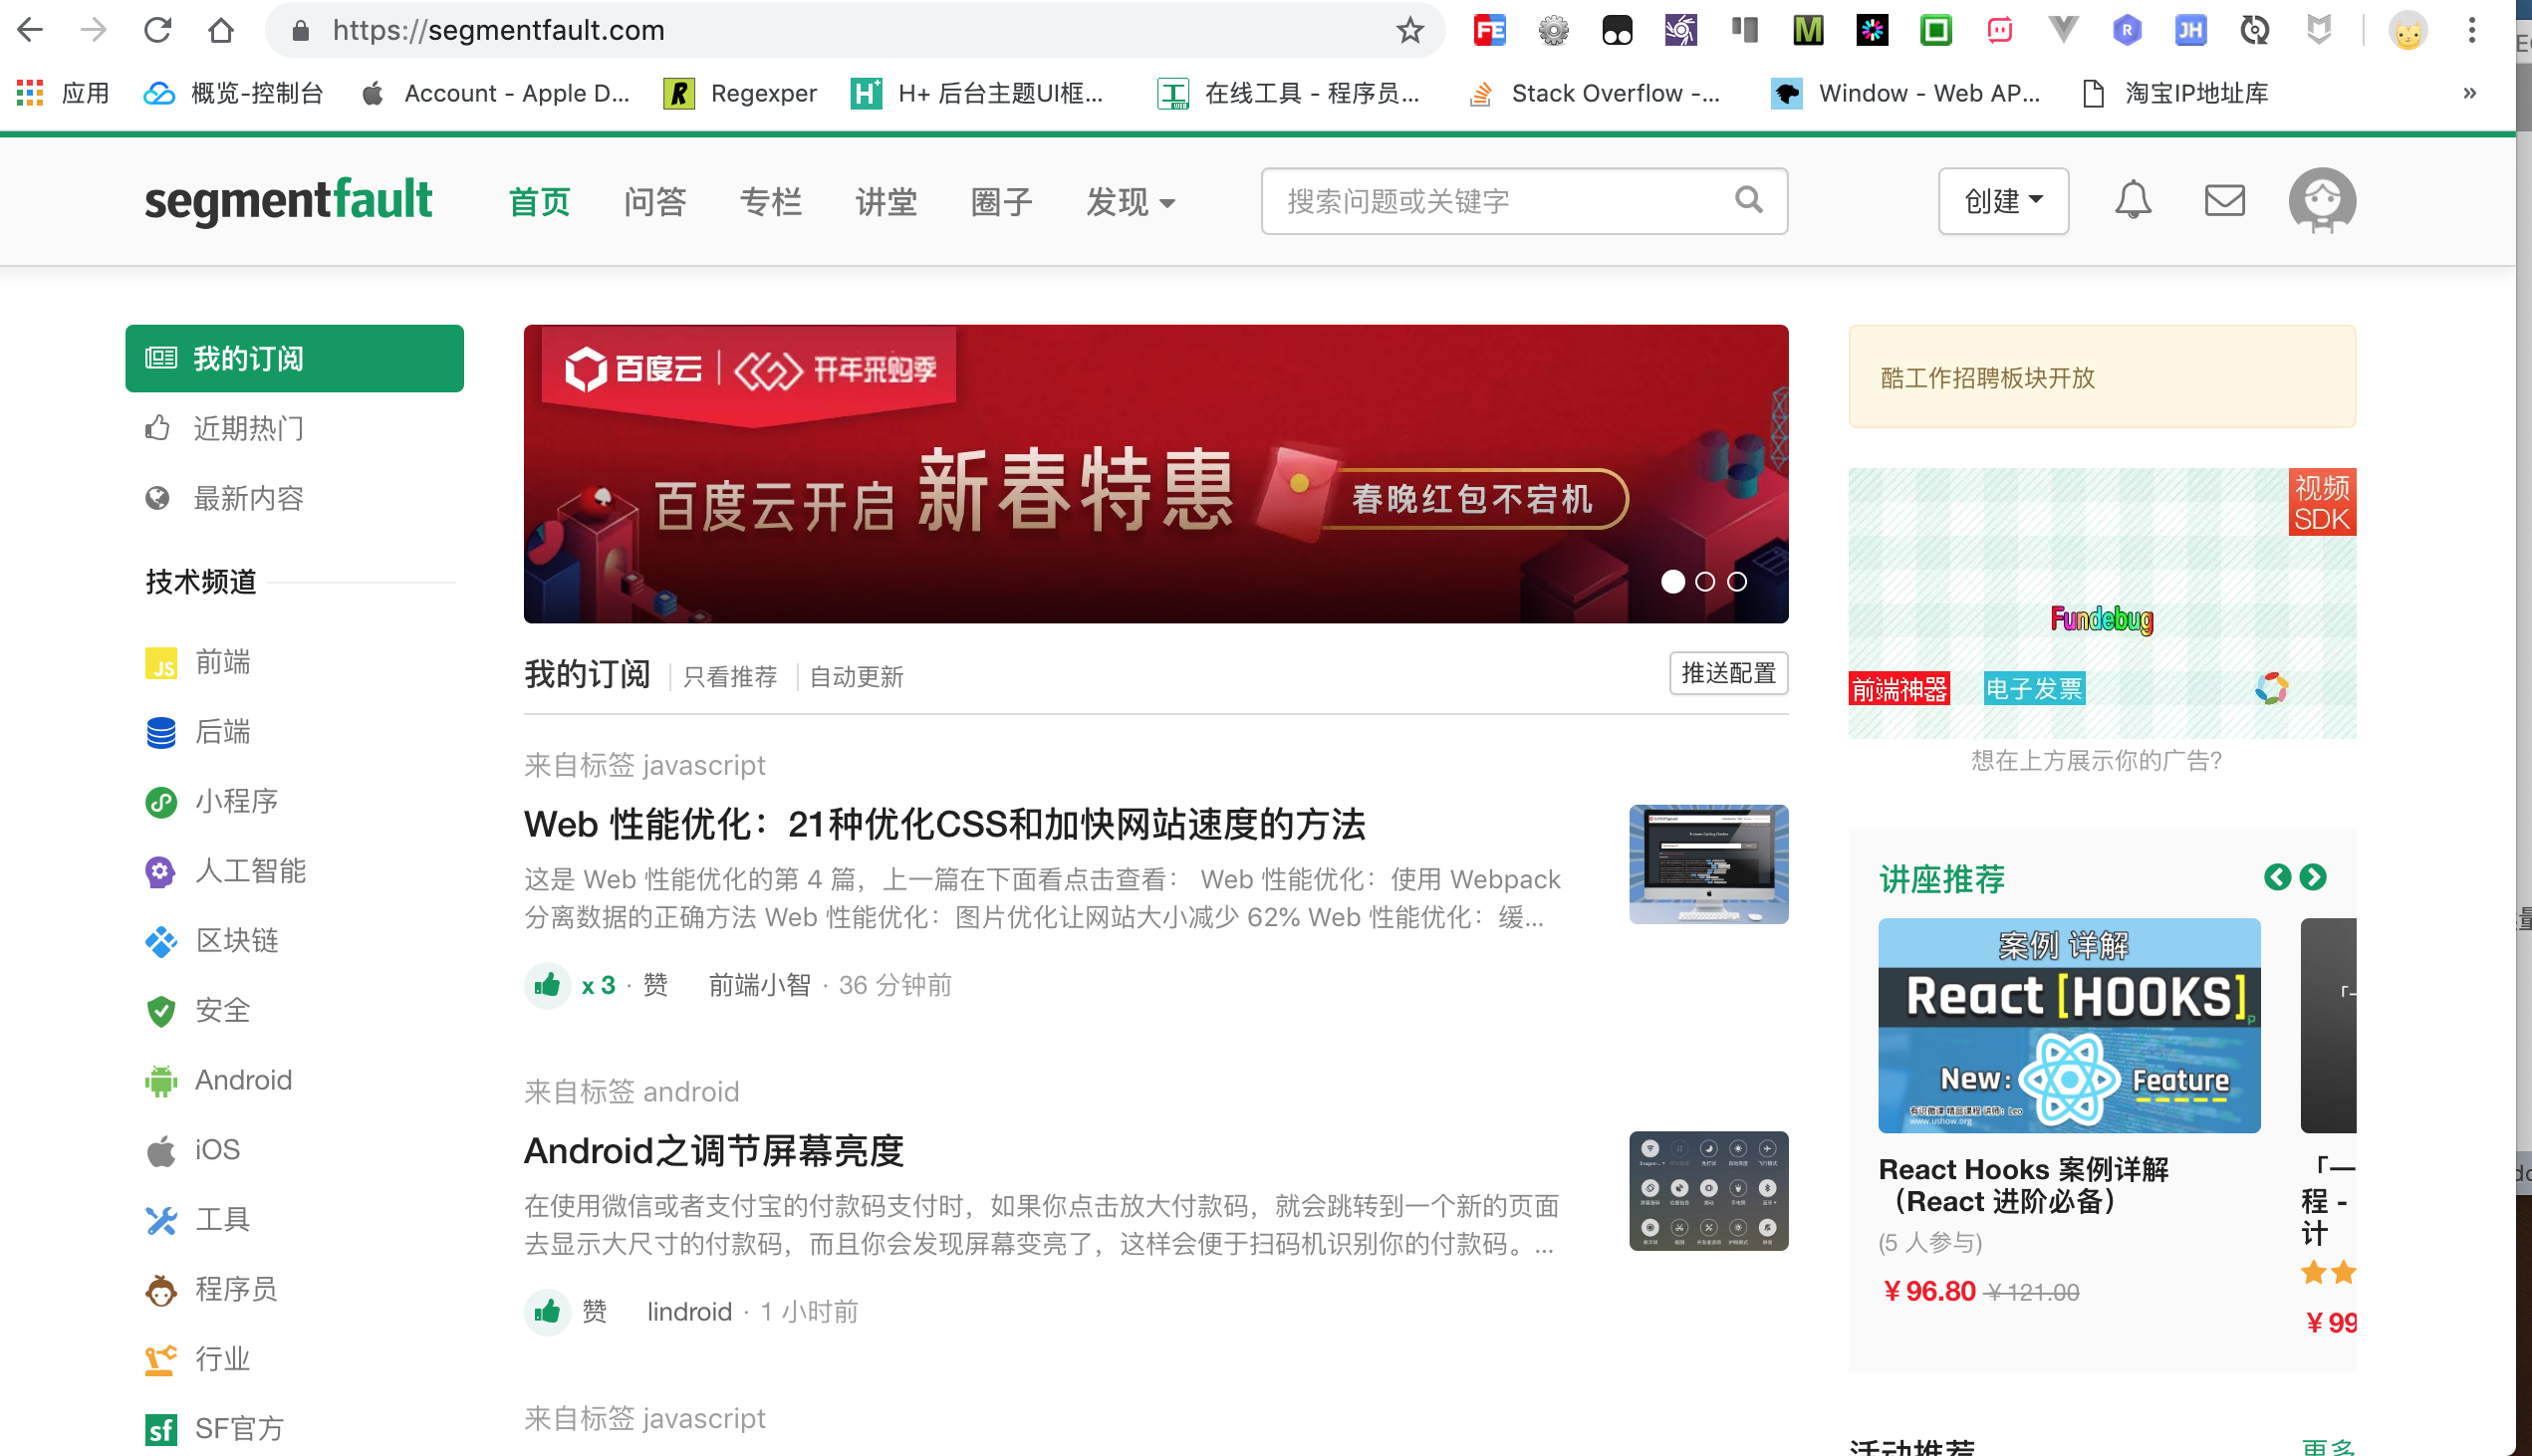 https://segmentfault.com
应用
概览-控制台
Account - Apple D...
Regexper
H+ 后台主题UI框...
在线工具 - 程序员...
Stack Overflow -...
Window - Web AP...
淘宝IP地址库
»
segmentfault
首页
问答
专栏
讲堂
圈子
发现
搜索问题或关键字
创建
我的订阅
近期热门
最新内容
技术频道
JS 前端
后端
小程序
人工智能
区块链
安全
Android
iOS
工具
程序员
行业
sf SF官方
百度云 | 开年采购季
百度云开启 新春特惠 春晚红包不宕机
我的订阅
只看推荐
自动更新
推送配置
来自标签 javascript
Web 性能优化：21种优化CSS和加快网站速度的方法
这是 Web 性能优化的第 4 篇，上一篇在下面看点击查看： Web 性能优化：使用 Webpack
分离数据的正确方法 Web 性能优化：图片优化让网站大小减少 62% Web 性能优化：缓...
x 3 · 赞 前端小智 · 36 分钟前
来自标签 android
Android之调节屏幕亮度
在使用微信或者支付宝的付款码支付时，如果你点击放大付款码，就会跳转到一个新的页面
去显示大尺寸的付款码，而且你会发现屏幕变亮了，这样会便于扫码机识别你的付款码。...
赞 lindroid · 1 小时前
来自标签 javascript
酷工作招聘板块开放
视频
SDK
Fundebug
前端神器
电子发票
想在上方展示你的广告?
讲座推荐
案例 详解
React [HOOKS]
New: Feature
有识微课 精品课程 讲师: Leo
www.ushow.org
React Hooks 案例详解
（React 进阶必备）
(5 人参与)
¥ 96.80 ¥ 121.00
「一
程 -
计
¥ 99
活动推荐
更多